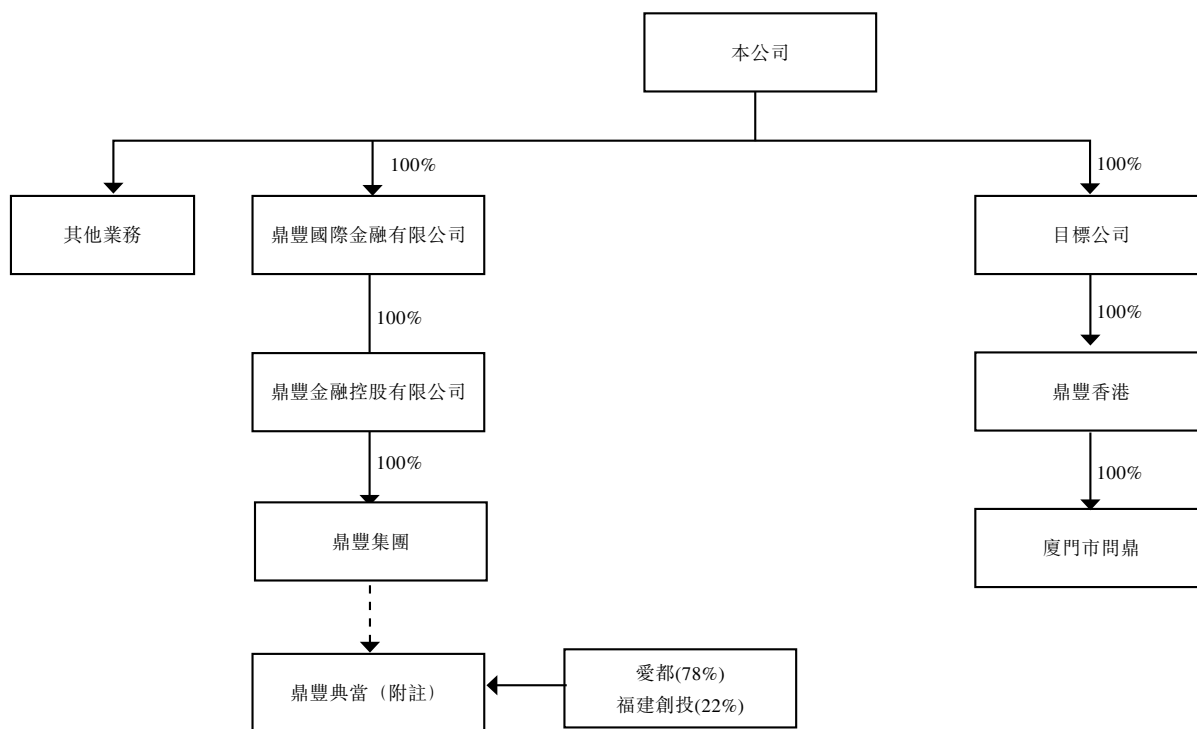 本公司
100%
100%
其他業務
鼎豐國際金融有限公司
目標公司
100%
100%
鼎豐金融控股有限公司
鼎豐香港
100%
100%
鼎豐集團
廈門市問鼎
鼎豐典當（附註）
愛都(78%)
福建創投(22%)